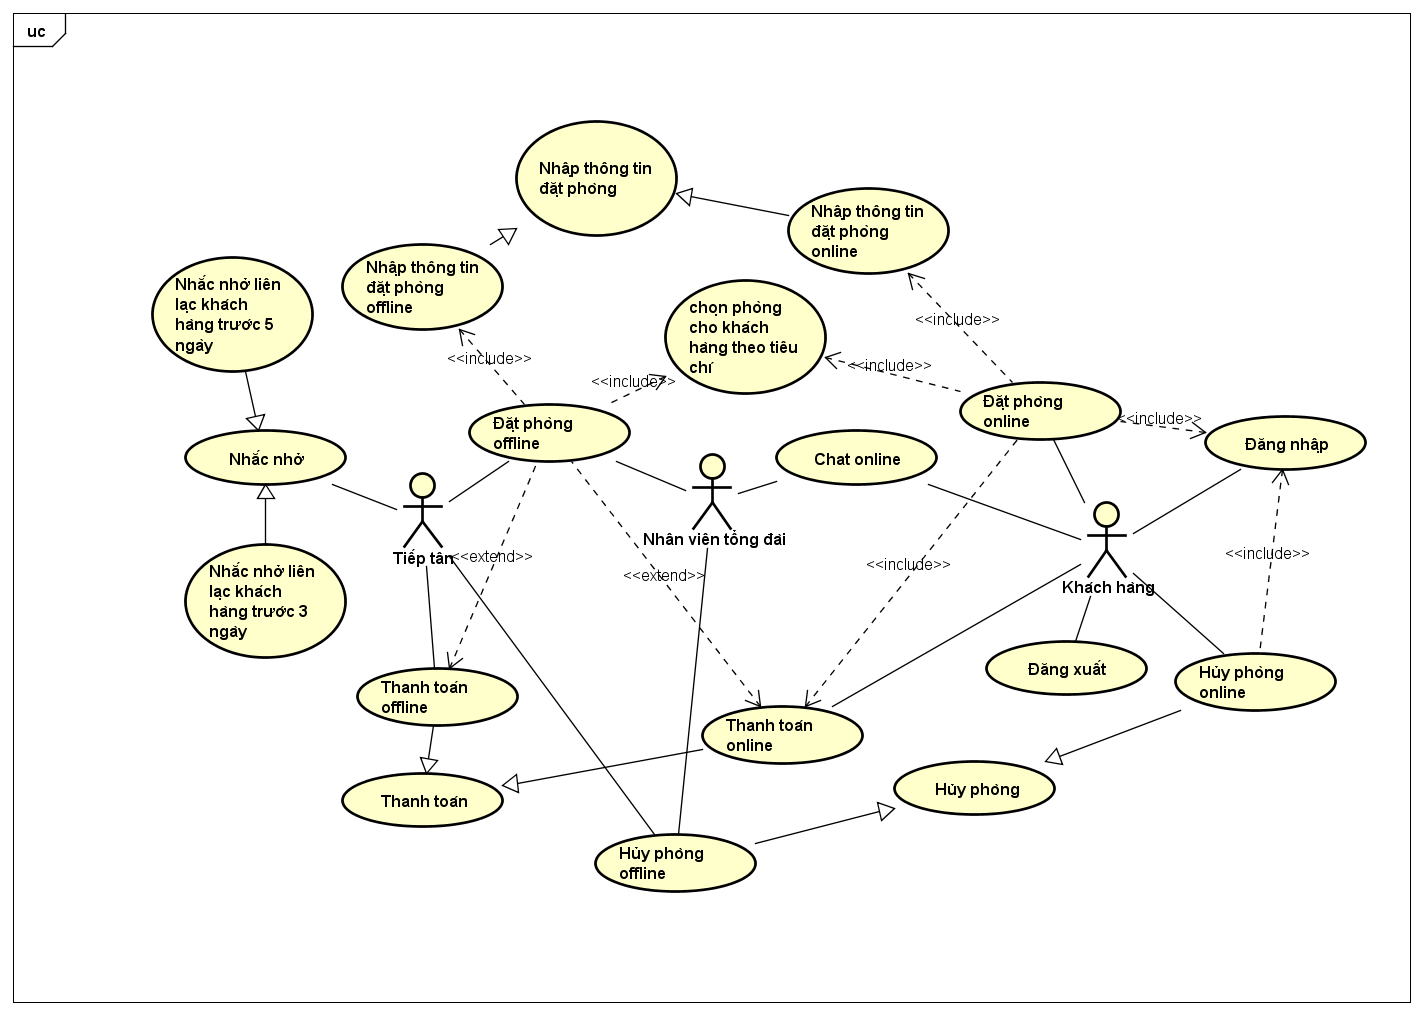 uc
Nhập thông tin
đặt phòng
Nhập thông tin
đặt phòng
online
Nhập thông tin
đặt phòng
offline
Nhắc nhở liên
lạc khách
hàng trước 5
ngày
chọn phòng
cho khách
hàng theo tiêu
chí
<<include>>
<<include>>
<<include>>
<<include>>
<<include>>
Đặt phòng
offline
Đặt phòng
online
Đăng nhập
Nhắc nhở
Chat online
Tiếp tân
Nhân viên tổng đài
Khách hàng
<<extend>>
<<extend>>
<<include>>
<<include>>
Nhắc nhở liên
lạc khách
hàng trước 3
ngày
Đăng xuất
Hủy phòng
online
Thanh toán
offline
Thanh toán
online
Thanh toán
Hủy phòng
Hủy phòng
offline